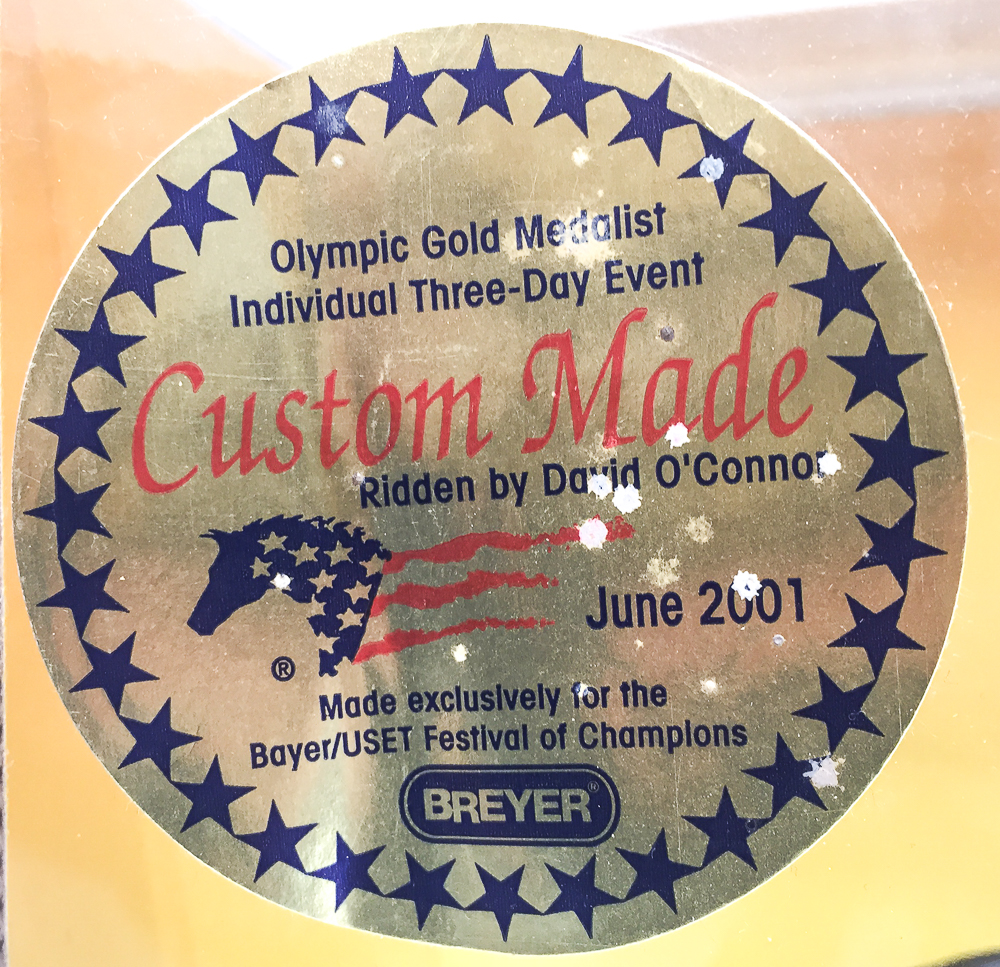 Olympic Gold Medalist
Individual Three-Day Event
Custom Made
Ridden by David O'Connor
June 2001
®
Made exclusively for the
Bayer/USET Festival of Champions
BREYER®